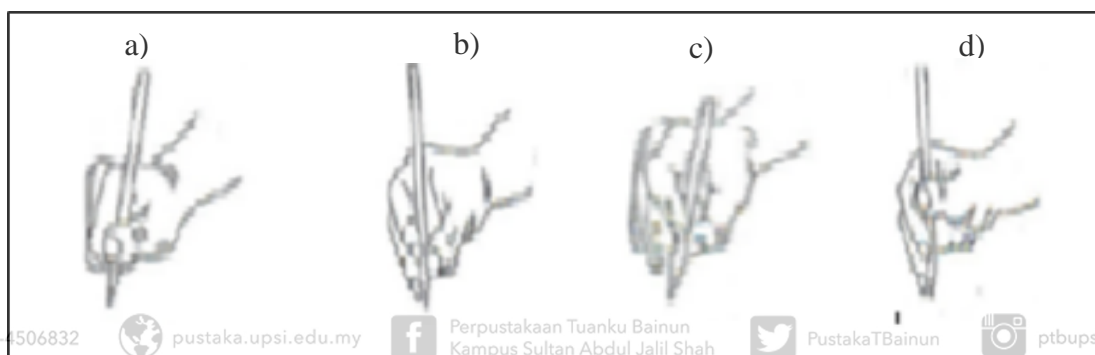 a) b) c) d)
4506832 pustaka.upsi.edu.my Perpustakaan Tuanku Bainun PustakaTBainun ptbups
Kampus Sultan Abdul Jalil Shah